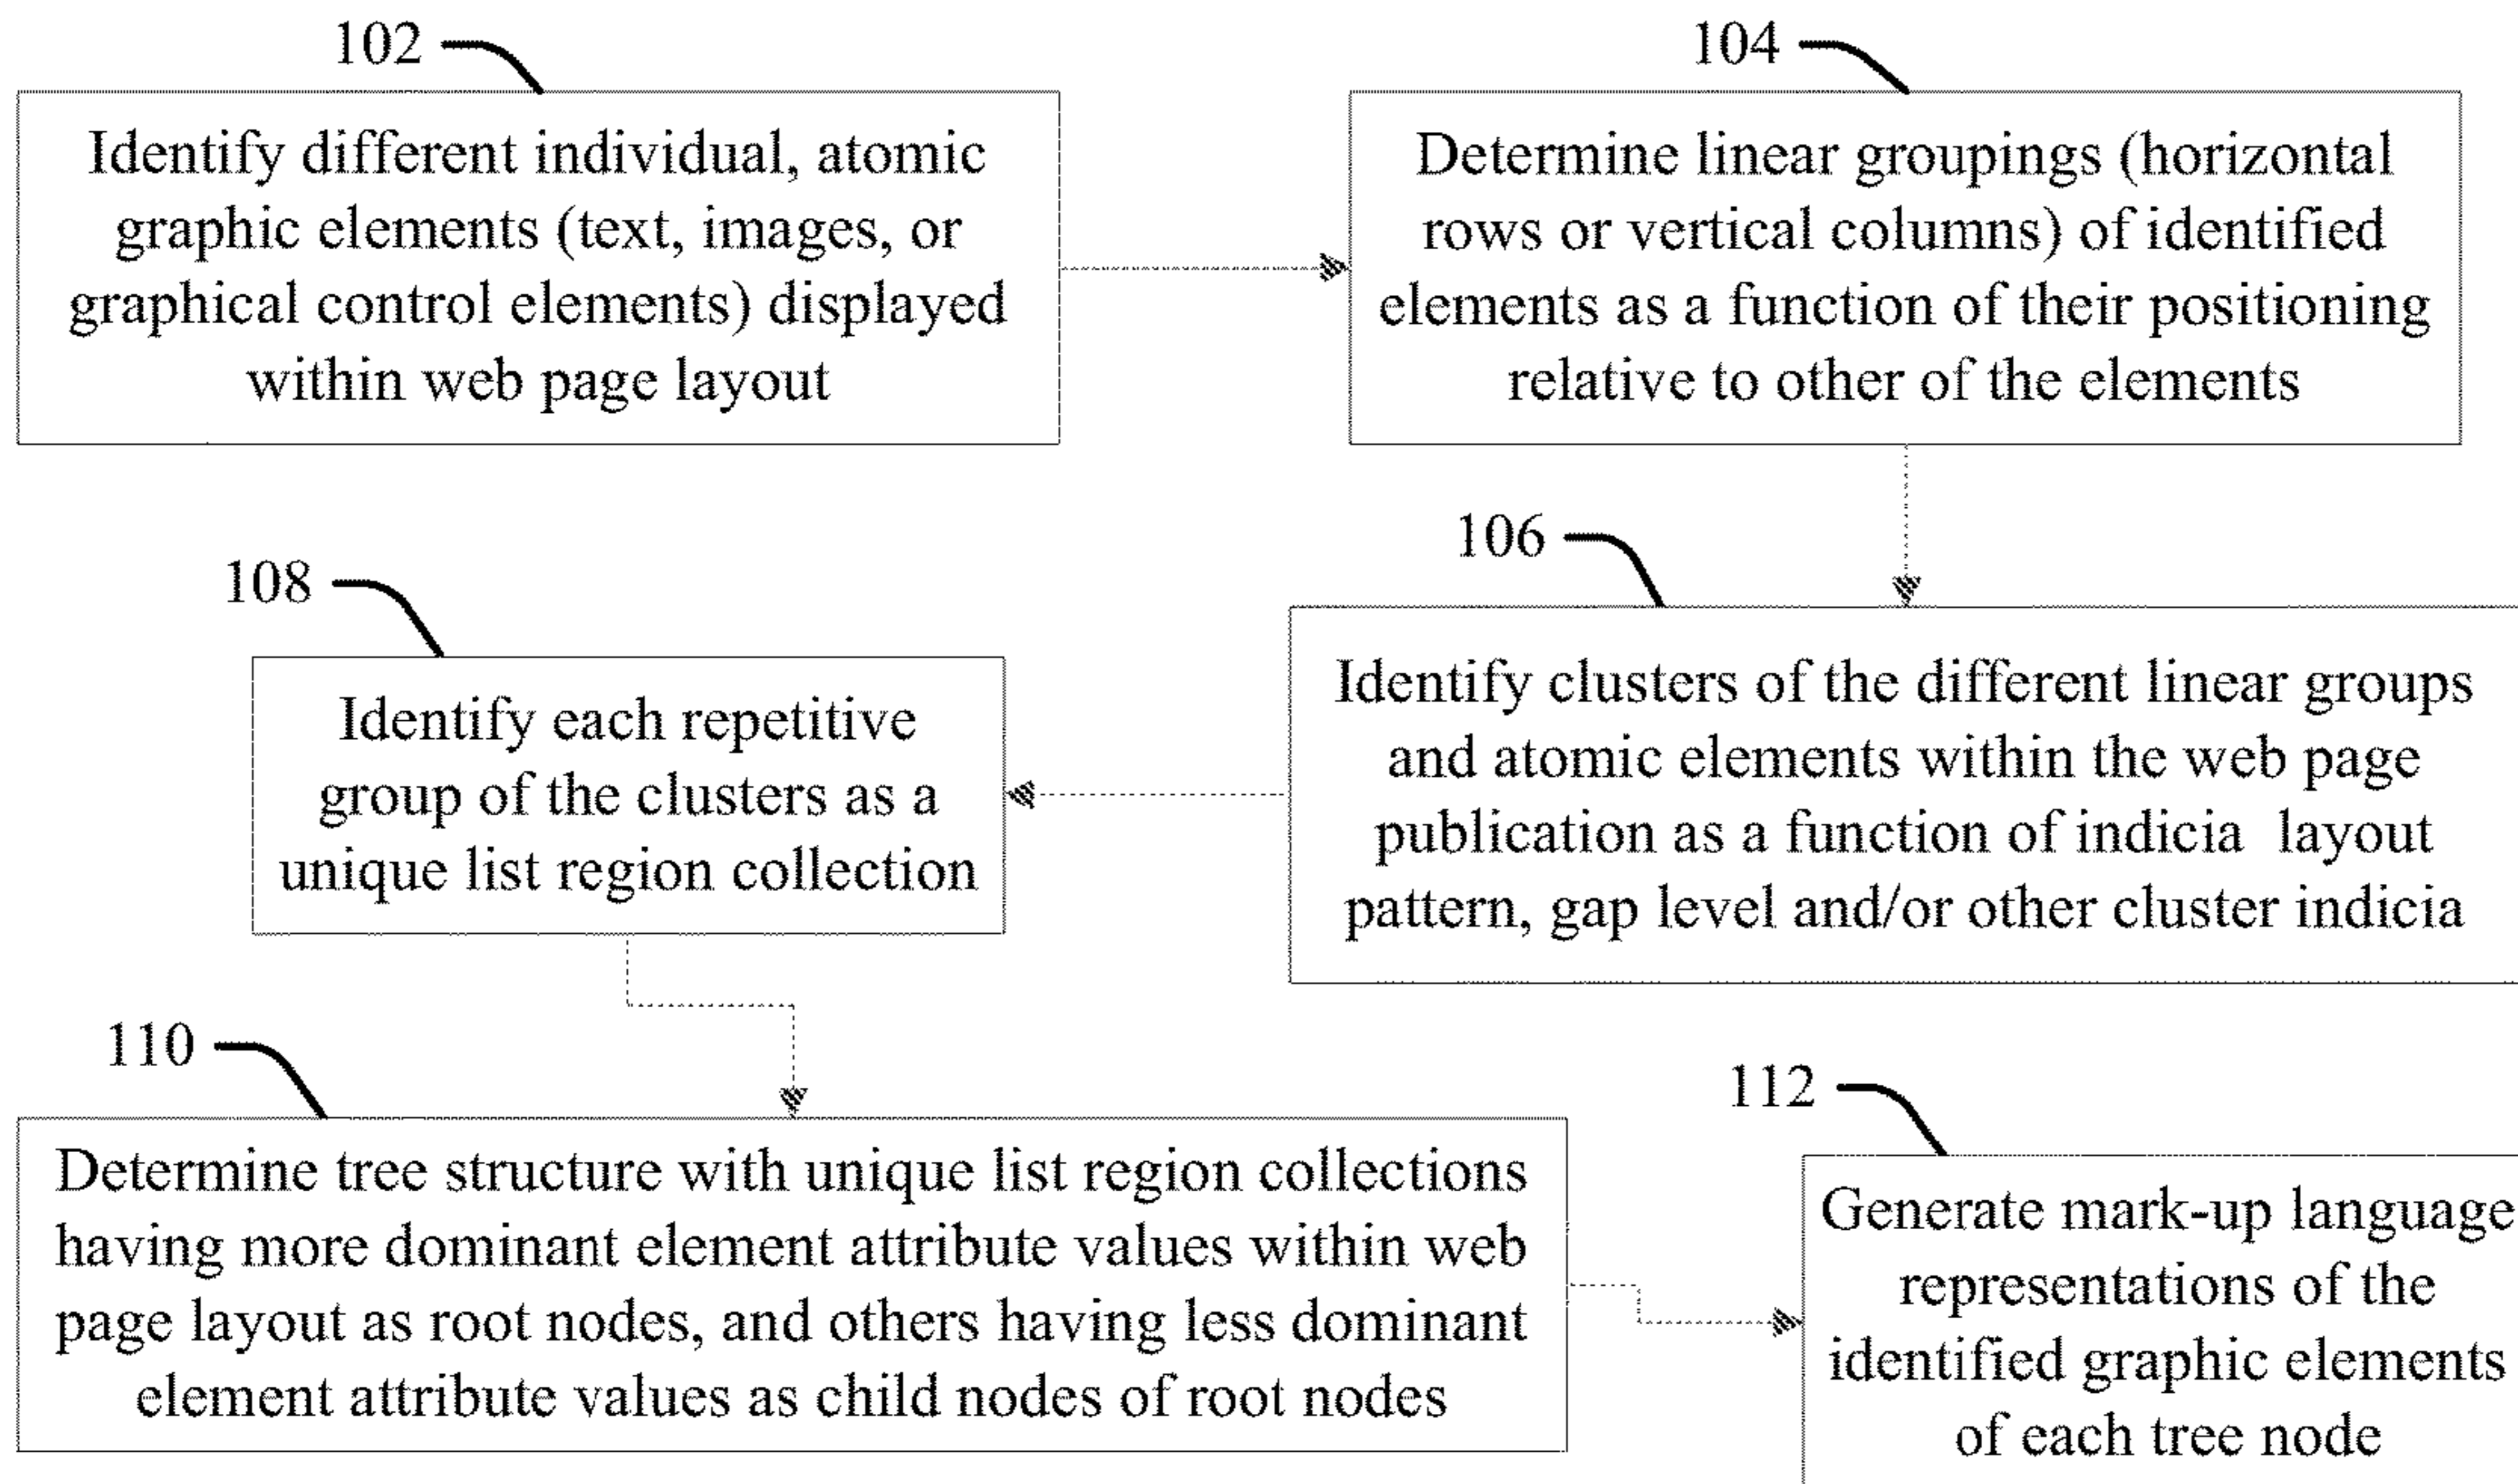 102
Identify different individual, atomic
graphic elements (text, images, or
graphical control elements) displayed
within web page layout
104
Determine linear groupings (horizontal
rows or vertical columns) of identified
elements as a function of their positioning
relative to other of the elements
106
Identify clusters of the different linear groups
and atomic elements within the web page
publication as a function of indicia layout
pattern, gap level and/or other cluster indicia
108
Identify each repetitive
group of the clusters as a
unique list region collection
110
Determine tree structure with unique list region collections
having more dominant element attribute values within web
page layout as root nodes, and others having less dominant
element attribute values as child nodes of root nodes
112
Generate mark-up language
representations of the
identified graphic elements
of each tree node